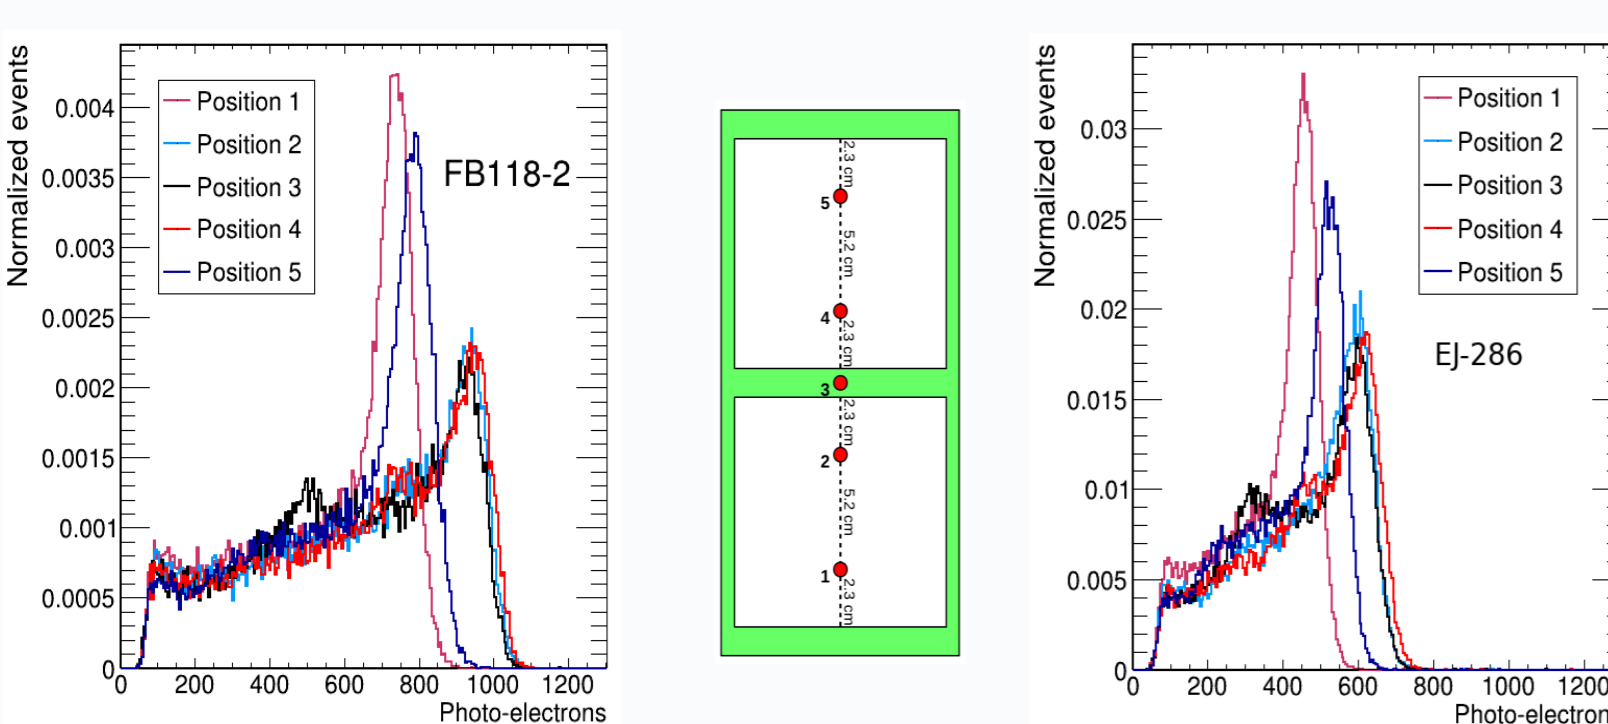 Normalized events
0.004
0.0035
0.003
0.0025
0.002
0.0015
0.001
0.0005
0
Position 1
Position 2
Position 3
Position 4
Position 5
FB118-2
0 200 400 600 800 1000 1200
Photo-electrons
2.3 cm
5
5.2 cm
4
2.3 cm
3
2.3 cm
2
5.2 cm
1
2.3 cm
Normalized events
0.03
0.025
0.02
0.015
0.01
0.005
0
Position 1
Position 2
Position 3
Position 4
Position 5
EJ-286
0 200 400 600 800 1000 1200
Photo-electron